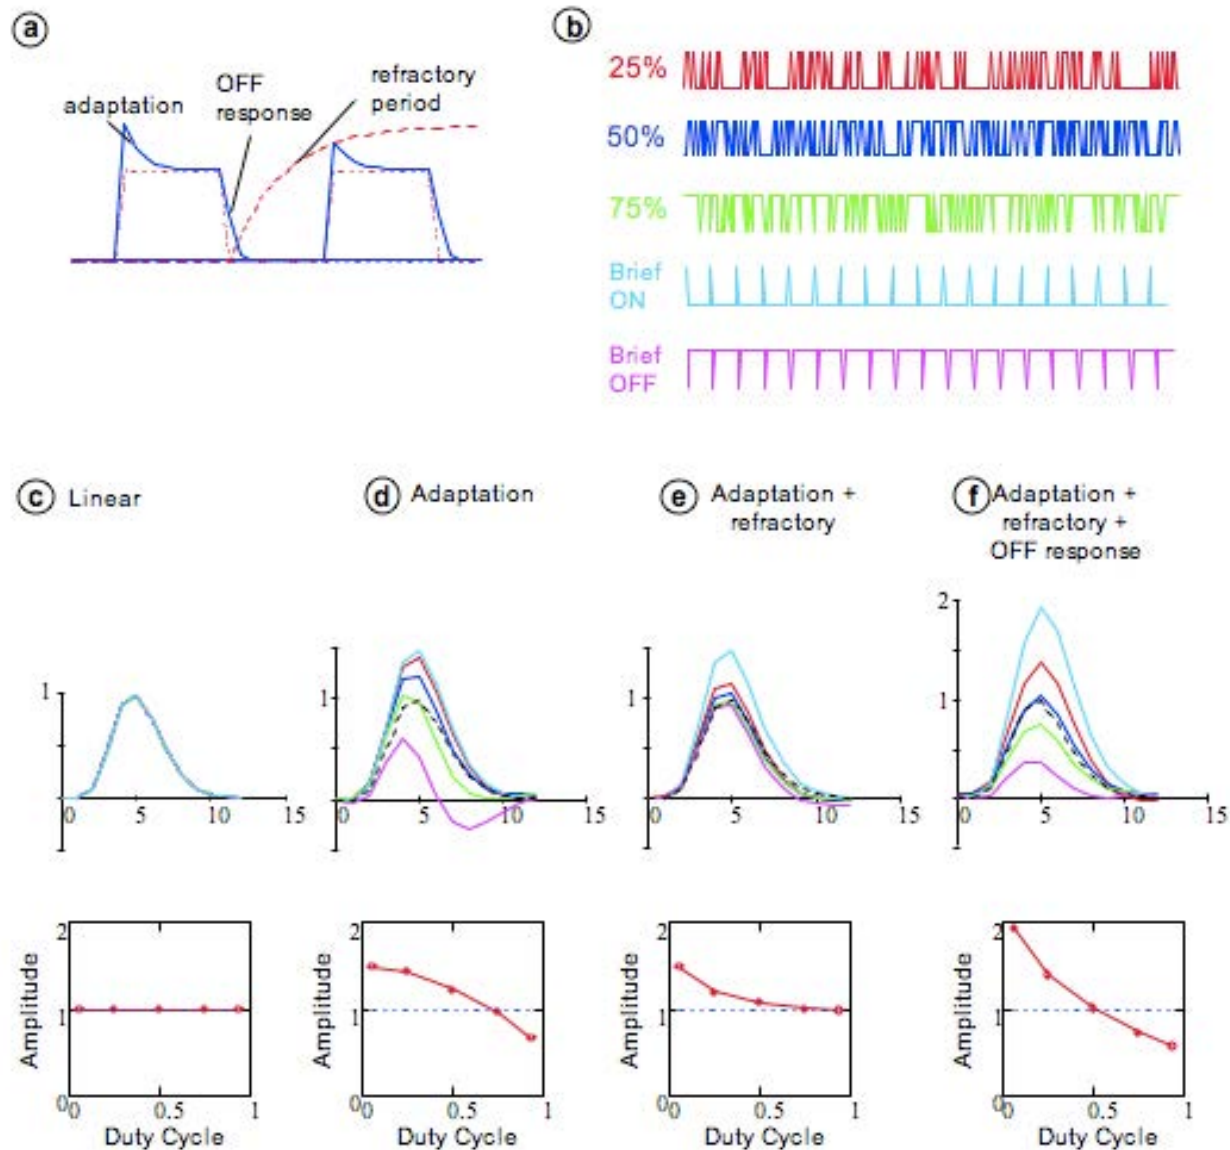 a
adaptation
OFF
response
refractory
period
b
25%
50%
75%
Brief
ON
Brief
OFF
c Linear
1
0 5 10 15
d Adaptation
1
0 5 10 15
e Adaptation +
refractory
1
0 5 10 15
f Adaptation +
refractory +
OFF response
2
1
0 5 10 15
2
1
0
Amplitude
0 0.5 1
Duty Cycle
2
1
0
Amplitude
0 0.5 1
Duty Cycle
2
1
0
Amplitude
0 0.5 1
Duty Cycle
2
1
0
Amplitude
0 0.5 1
Duty Cycle